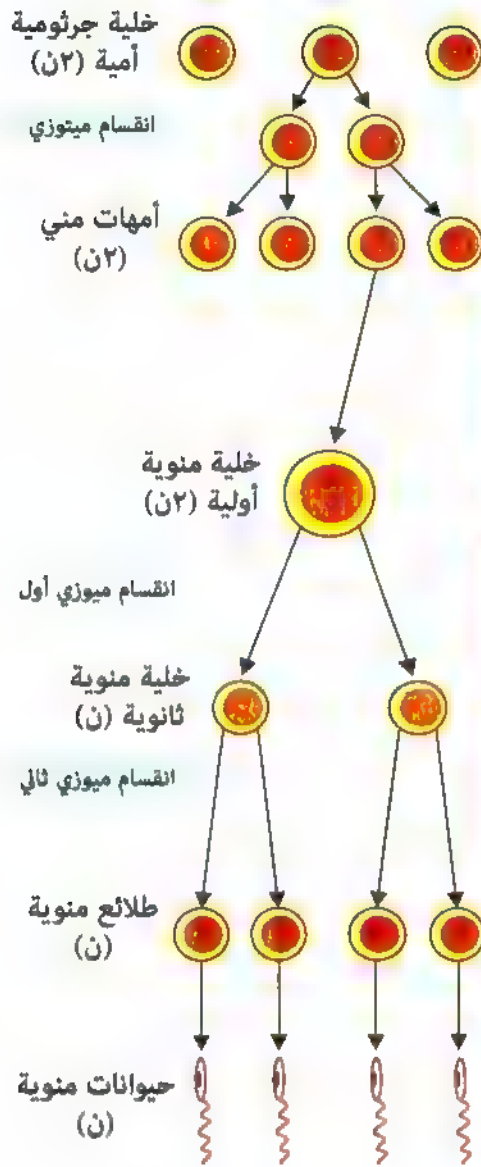 خلية جرثومية
أمية (٢ن)
انقسام ميتوزي
أمهات مني
(٢ن)
خلية منوية
أولية (٢ن)
انقسام ميوزي أول
خلية منوية
ثانوية (ن)
انقسام ميوزي ثاني
طلائع منوية
(ن)
حيوانات منوية
(ن)